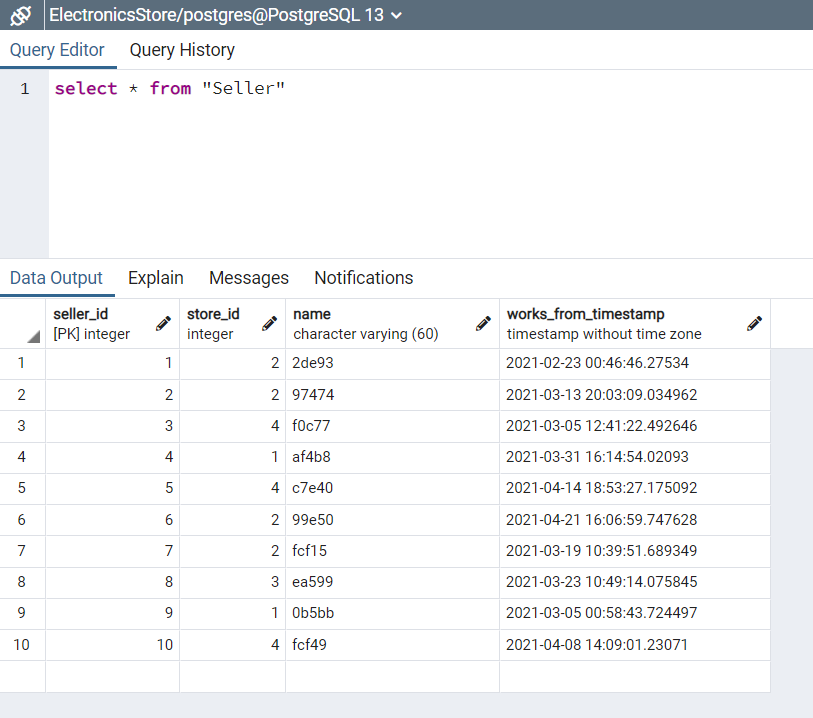 ElectronicsStore/postgres@PostgreSQL 13
Query Editor Query History
1 select * from "Seller"
Data Output Explain Messages Notifications
seller_id store_id name works_from_timestamp
[PK] integer integer character varying (60) timestamp without time zone
1 1 2 2de93 2021-02-23 00:46:46.27534
2 2 2 97474 2021-03-13 20:03:09.034962
3 3 4 f0c77 2021-03-05 12:41:22.492646
4 4 1 af4b8 2021-03-31 16:14:54.02093
5 5 4 c7e40 2021-04-14 18:53:27.175092
6 6 2 99e50 2021-04-21 16:06:59.747628
7 7 2 fcf15 2021-03-19 10:39:51.689349
8 8 3 ea599 2021-03-23 10:49:14.075845
9 9 1 0b5bb 2021-03-05 00:58:43.724497
10 10 4 fcf49 2021-04-08 14:09:01.23071